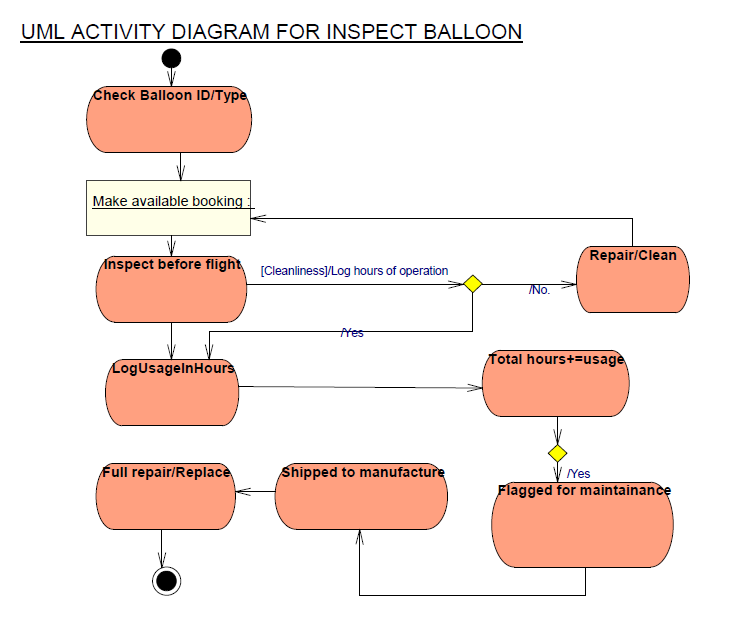 UML ACTIVITY DIAGRAM FOR INSPECT BALLOON
Check Balloon ID/Type
Make available booking :
Inspect before flight
[Cleanliness]/Log hours of operation
Repair/Clean
/No.
/Yes
LogUsageInHours
Total hours+=usage
/Yes
Full repair/Replace
Shipped to manufacture
Flagged for maintainance